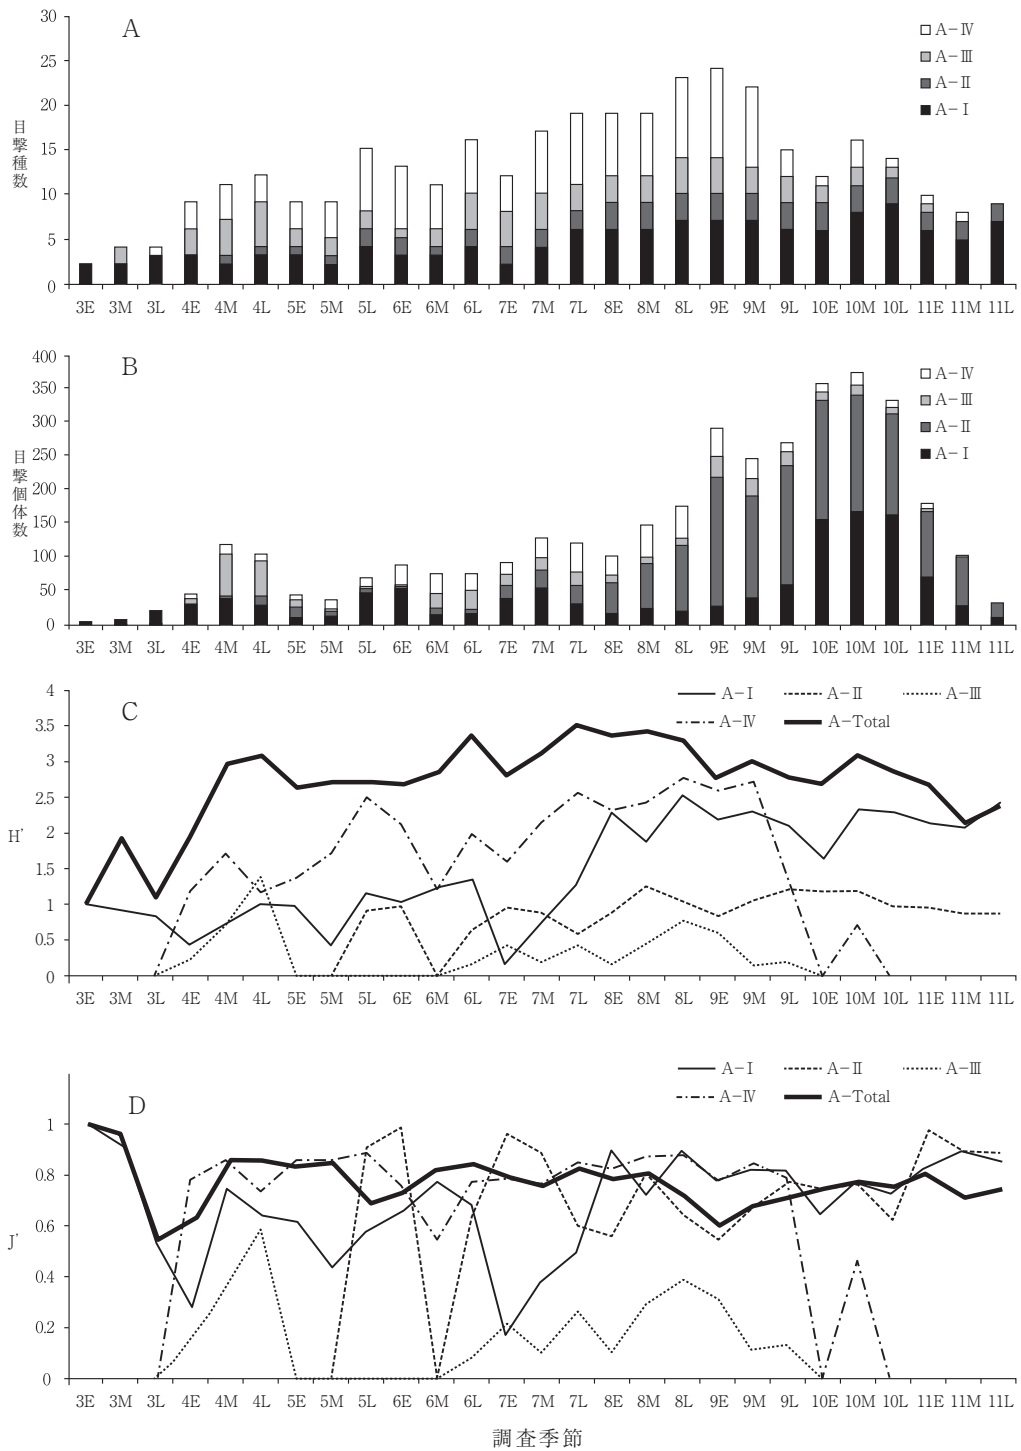 A
30
25
20
15
10
5
0
目撃種数
A-Ⅳ
A-Ⅲ
A-Ⅱ
A-Ⅰ
3E 3M 3L 4E 4M 4L 5E 5M 5L 6E 6M 6L 7E 7M 7L 8E 8M 8L 9E 9M 9L 10E 10M 10L 11E 11M 11L
B
400
350
300
250
200
150
100
50
0
目撃個体数
A-Ⅳ
A-Ⅲ
A-Ⅱ
A-Ⅰ
3E 3M 3L 4E 4M 4L 5E 5M 5L 6E 6M 6L 7E 7M 7L 8E 8M 8L 9E 9M 9L 10E 10M 10L 11E 11M 11L
C
4
3.5
3
2.5
2
1.5
1
0.5
0
H'
A-Ⅰ A-Ⅱ A-Ⅲ
A-Ⅳ A-Total
3E 3M 3L 4E 4M 4L 5E 5M 5L 6E 6M 6L 7E 7M 7L 8E 8M 8L 9E 9M 9L 10E 10M 10L 11E 11M 11L
D
1
0.8
0.6
0.4
0.2
0
J'
A-Ⅰ A-Ⅱ A-Ⅲ
A-Ⅳ A-Total
3E 3M 3L 4E 4M 4L 5E 5M 5L 6E 6M 6L 7E 7M 7L 8E 8M 8L 9E 9M 9L 10E 10M 10L 11E 11M 11L
調査季節